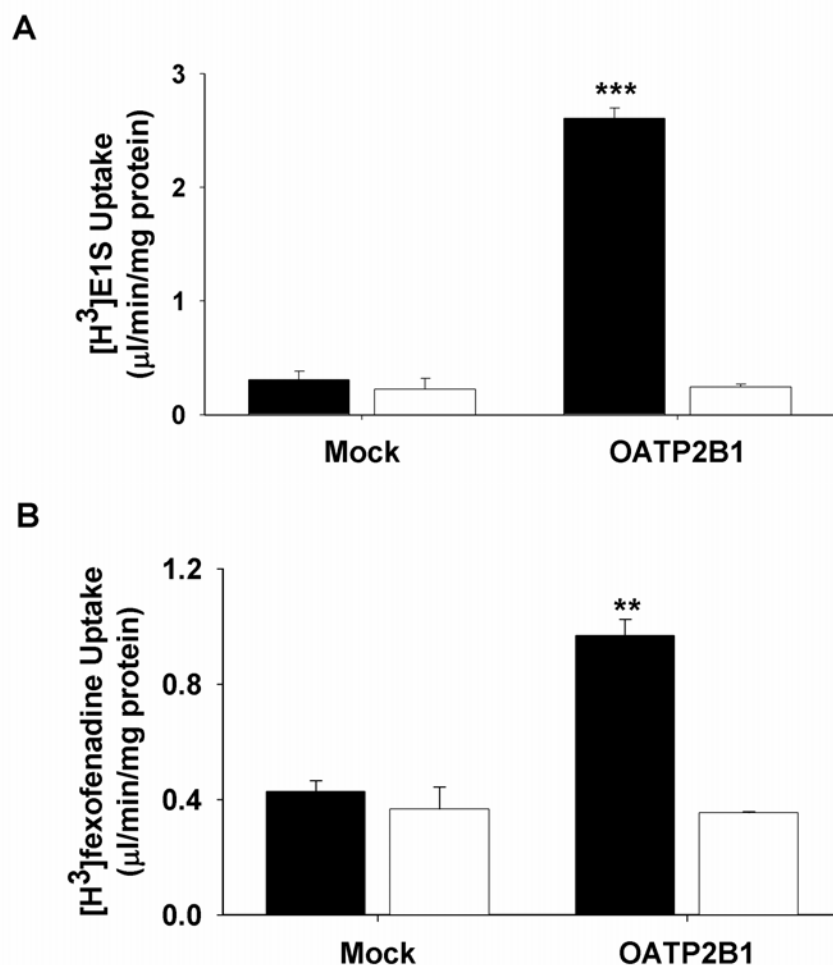 A
[H³]E1S Uptake
(μl/min/mg protein)
3
2
1
0
***
Mock
OATP2B1
B
[H³]fexofenadine Uptake
(μl/min/mg protein)
1.2
0.8
0.4
0.0
**
Mock
OATP2B1